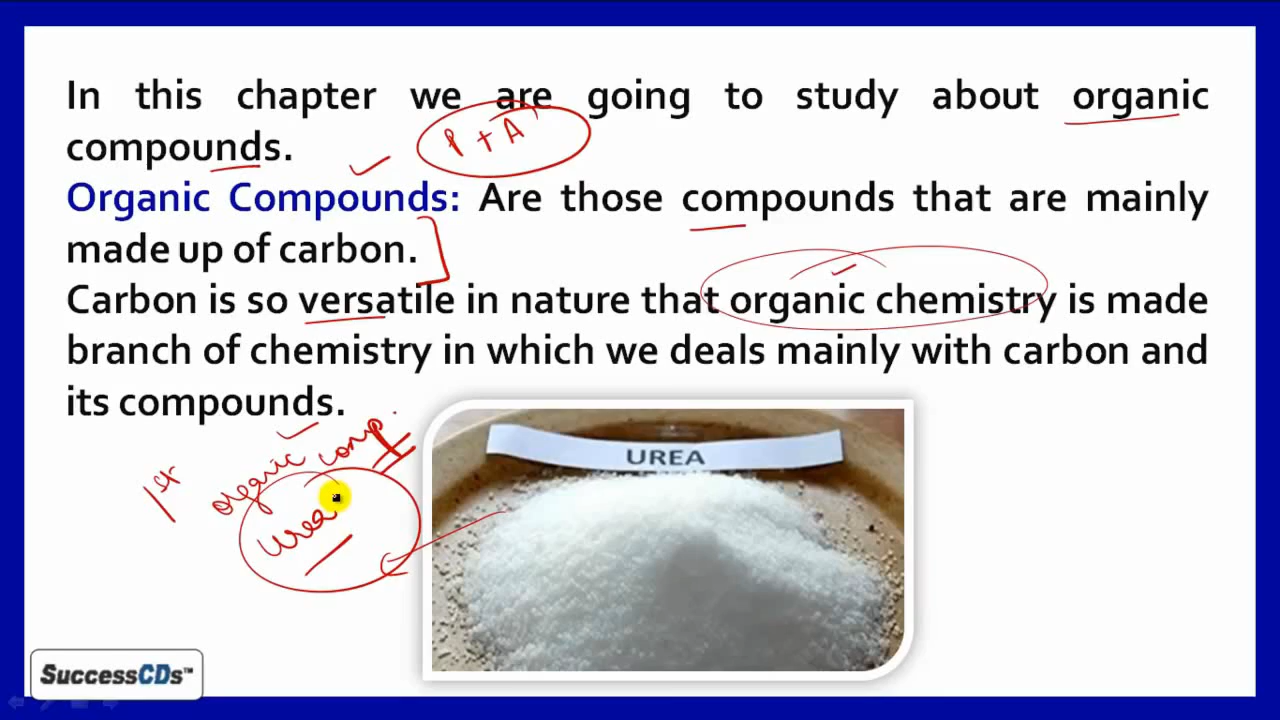 In this chapter we are going to study about organic
compounds.
P + A
Organic Compounds: Are those compounds that are mainly
made up of carbon.
Carbon is so versatile in nature that organic chemistry is made
branch of chemistry in which we deals mainly with carbon and
its compounds.
1st organic comp.
urea
UREA
SuccessCDs™